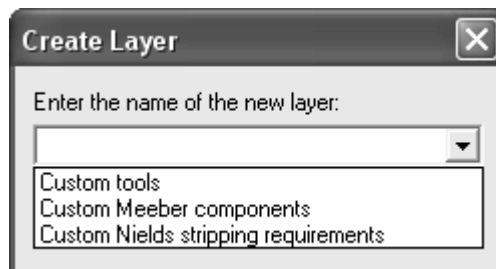 Create Layer
Enter the name of the new layer:
Custom tools
Custom Meeber components
Custom Nields stripping requirements